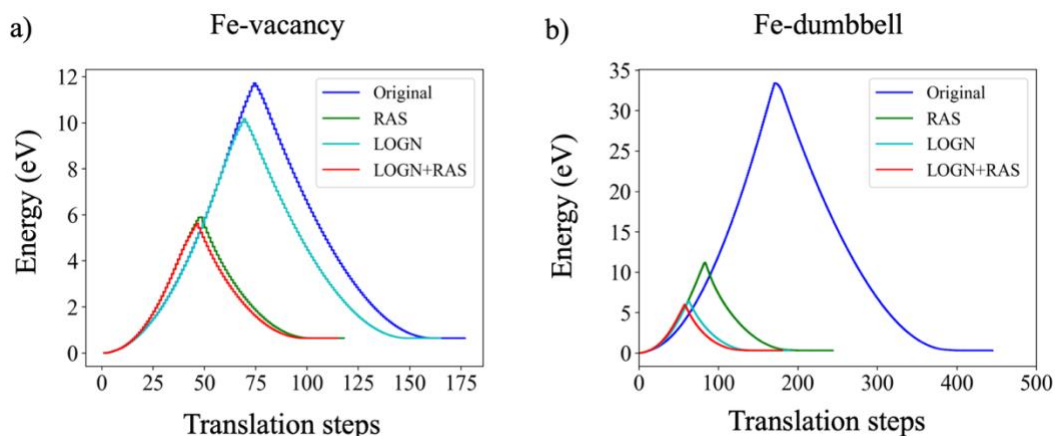 a)
Fe-vacancy
Energy (eV)
12
10
8
6
4
2
0
0
25
50
75
100
125
150
175
Translation steps
Original
RAS
LOGN
LOGN+RAS
b)
Fe-dumbbell
Energy (eV)
35
30
25
20
15
10
5
0
0
100
200
300
400
500
Translation steps
Original
RAS
LOGN
LOGN+RAS